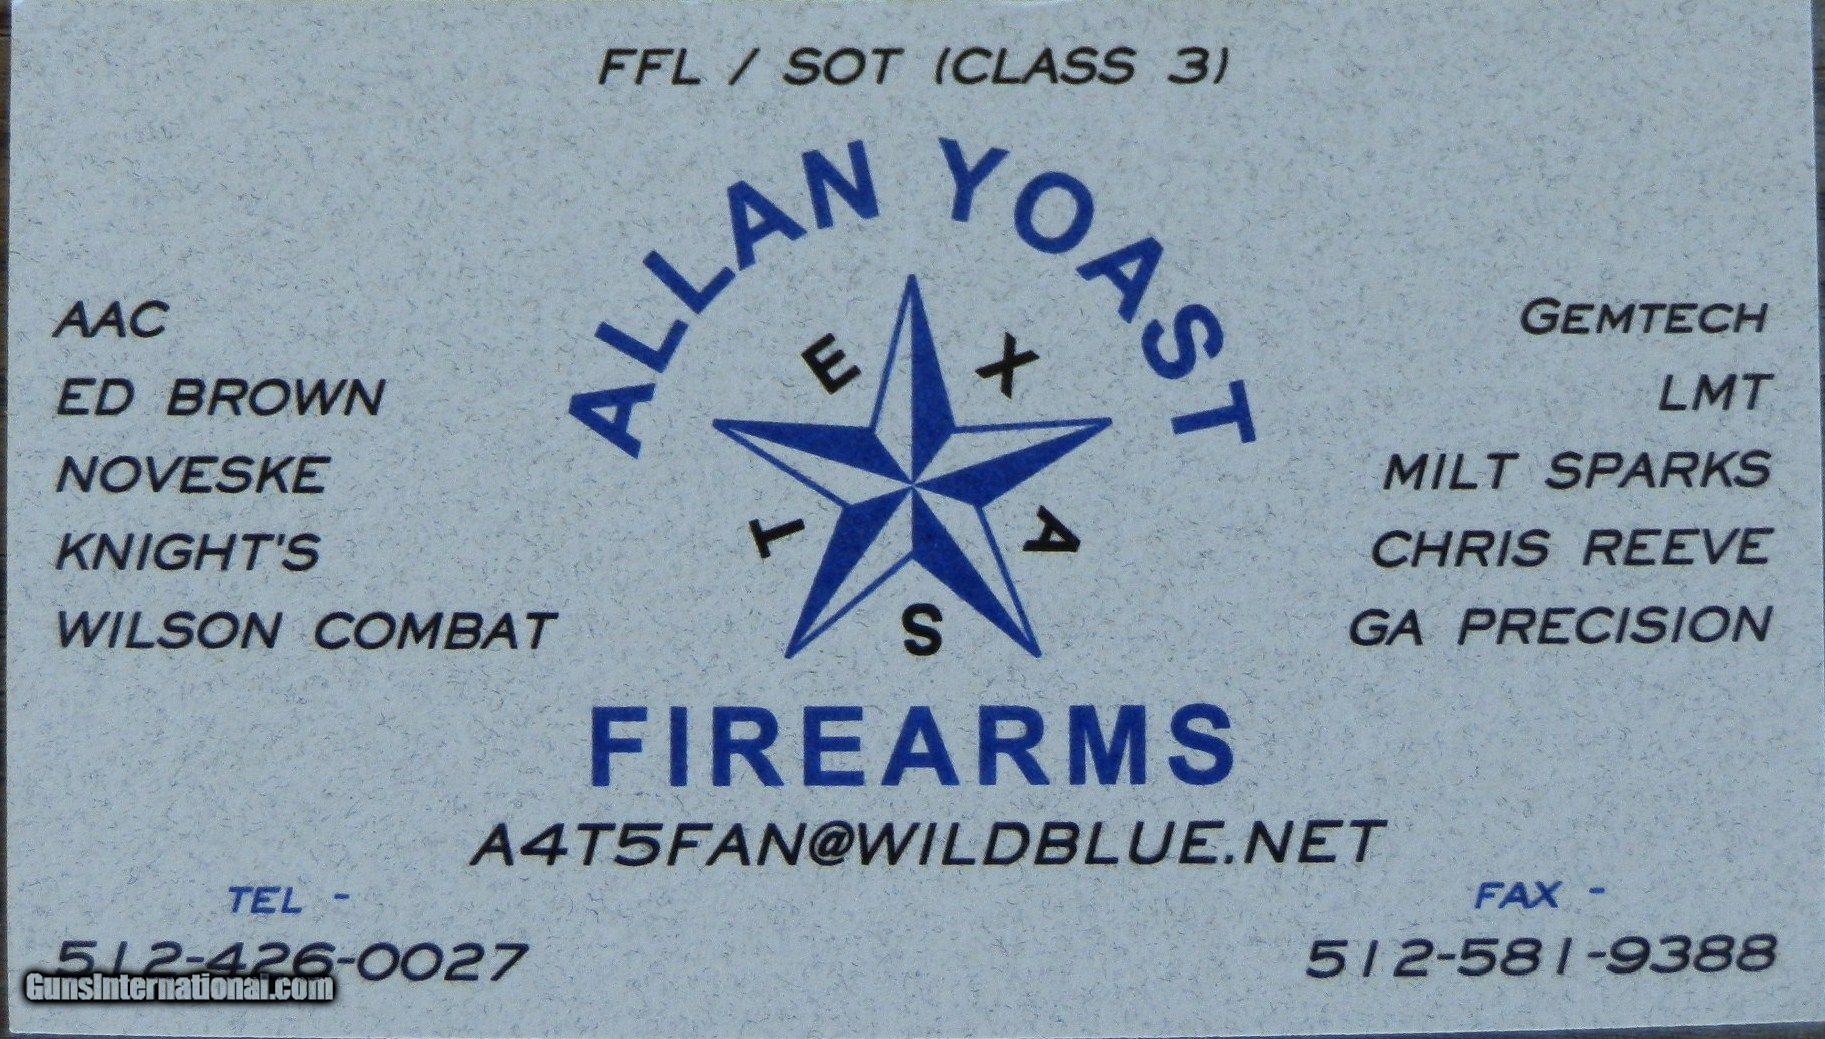 FFL / SOT (CLASS 3)
ALLAN YOAST
TEXAS
AAC
ED BROWN
NOVESKE
KNIGHT'S
WILSON COMBAT
GEMTECH
LMT
MILT SPARKS
CHRIS REEVE
GA PRECISION
FIREARMS
A4T5FAN@WILDBLUE.NET
TEL -
512-426-0027
FAX -
512-581-9388
GunsInternational.com